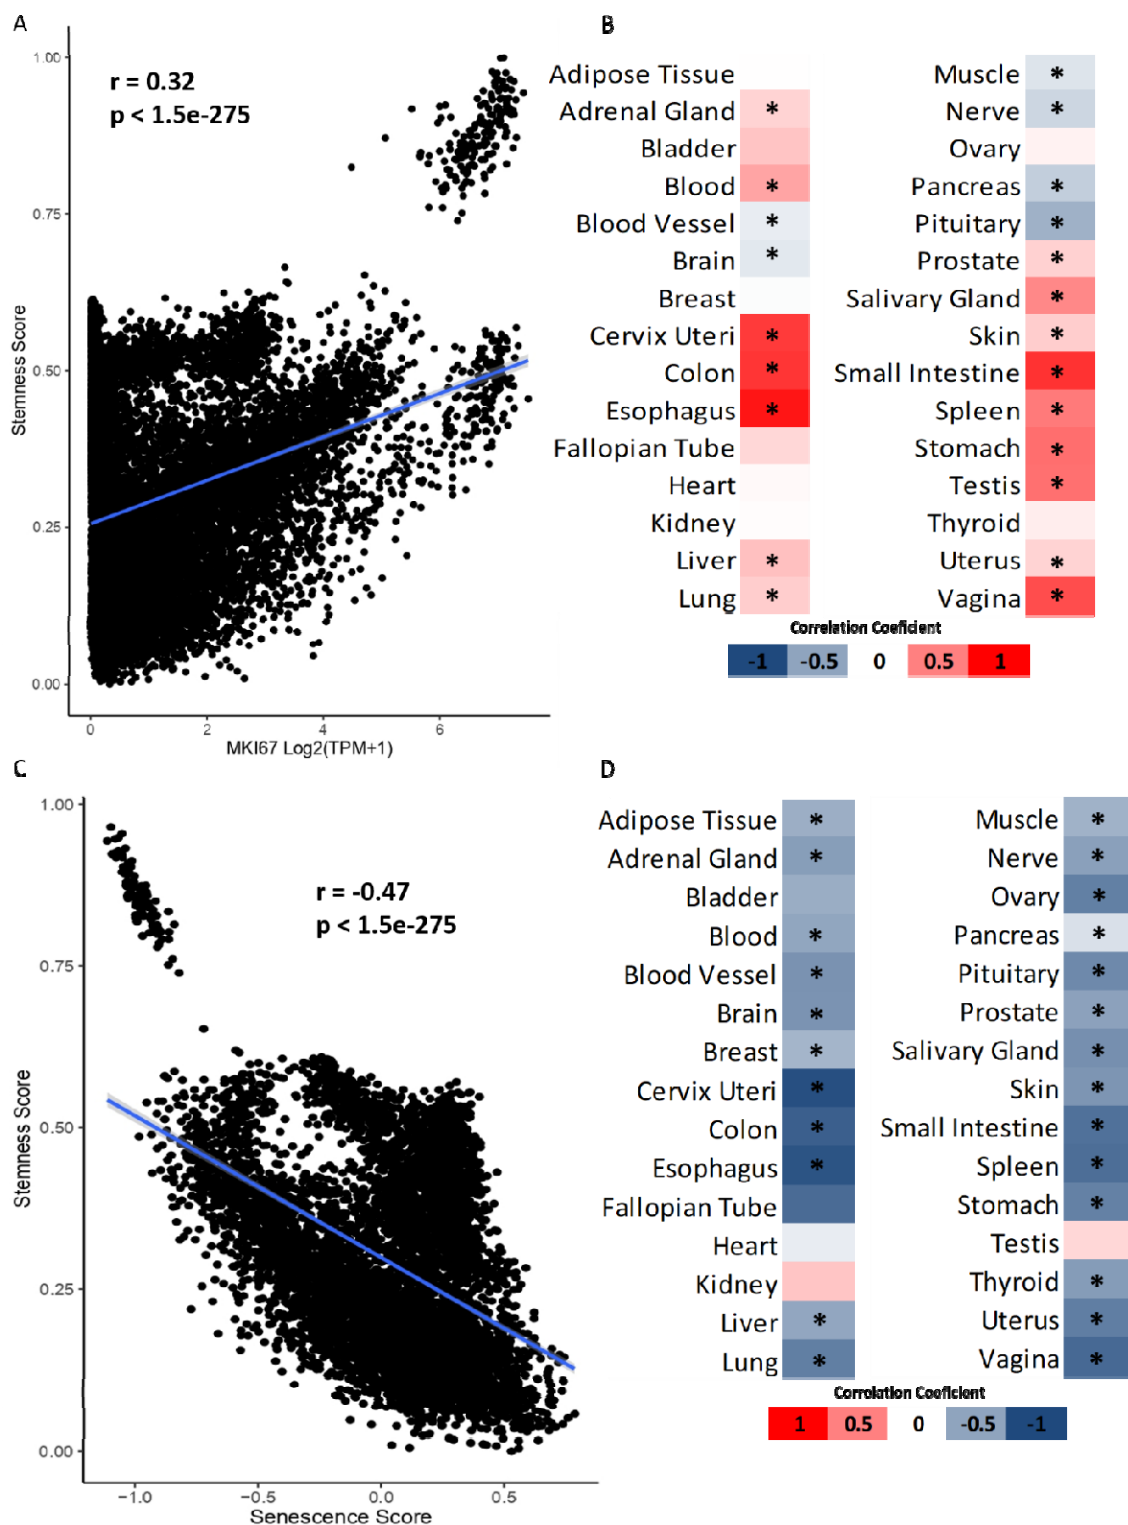 A
1.00
0.75
0.50
0.25
0.00
Stemness Score
r = 0.32
p < 1.5e-275
0 2 4 6
MKI67 Log2(TPM+1)
B
Adipose Tissue
Adrenal Gland *
Bladder
Blood *
Blood Vessel *
Brain *
Breast
Cervix Uteri *
Colon *
Esophagus *
Fallopian Tube
Heart
Kidney
Liver *
Lung *
Muscle *
Nerve *
Ovary
Pancreas *
Pituitary *
Prostate *
Salivary Gland *
Skin *
Small Intestine *
Spleen *
Stomach *
Testis *
Thyroid
Uterus *
Vagina *
Correlation Coeficient
-1 -0.5 0 0.5 1
C
1.00
0.75
0.50
0.25
0.00
Stemness Score
r = -0.47
p < 1.5e-275
−1.0 −0.5 0.0 0.5
Senescence Score
D
Adipose Tissue *
Adrenal Gland *
Bladder
Blood *
Blood Vessel *
Brain *
Breast *
Cervix Uteri *
Colon *
Esophagus *
Fallopian Tube
Heart
Kidney
Liver *
Lung *
Muscle *
Nerve *
Ovary *
Pancreas *
Pituitary *
Prostate *
Salivary Gland *
Skin *
Small Intestine *
Spleen *
Stomach *
Testis
Thyroid *
Uterus *
Vagina *
Correlation Coeficient
1 0.5 0 -0.5 -1